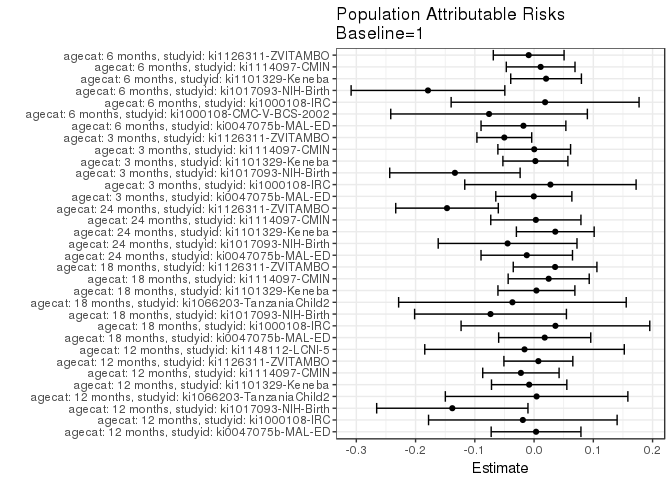 Population Attributable Risks
Baseline=1
agecat: 6 months, studyid: ki1126311-ZVITAMBO
agecat: 6 months, studyid: ki1114097-CMIN
agecat: 6 months, studyid: ki1101329-Keneba
agecat: 6 months, studyid: ki1017093-NIH-Birth
agecat: 6 months, studyid: ki1000108-IRC
agecat: 6 months, studyid: ki1000108-CMC-V-BCS-2002
agecat: 6 months, studyid: ki0047075b-MAL-ED
agecat: 3 months, studyid: ki1126311-ZVITAMBO
agecat: 3 months, studyid: ki1114097-CMIN
agecat: 3 months, studyid: ki1101329-Keneba
agecat: 3 months, studyid: ki1017093-NIH-Birth
agecat: 3 months, studyid: ki1000108-IRC
agecat: 3 months, studyid: ki0047075b-MAL-ED
agecat: 24 months, studyid: ki1126311-ZVITAMBO
agecat: 24 months, studyid: ki1114097-CMIN
agecat: 24 months, studyid: ki1101329-Keneba
agecat: 24 months, studyid: ki1017093-NIH-Birth
agecat: 24 months, studyid: ki0047075b-MAL-ED
agecat: 18 months, studyid: ki1126311-ZVITAMBO
agecat: 18 months, studyid: ki1114097-CMIN
agecat: 18 months, studyid: ki1101329-Keneba
agecat: 18 months, studyid: ki1066203-TanzaniaChild2
agecat: 18 months, studyid: ki1017093-NIH-Birth
agecat: 18 months, studyid: ki1000108-IRC
agecat: 18 months, studyid: ki0047075b-MAL-ED
agecat: 12 months, studyid: ki1148112-LCNI-5
agecat: 12 months, studyid: ki1126311-ZVITAMBO
agecat: 12 months, studyid: ki1114097-CMIN
agecat: 12 months, studyid: ki1101329-Keneba
agecat: 12 months, studyid: ki1066203-TanzaniaChild2
agecat: 12 months, studyid: ki1017093-NIH-Birth
agecat: 12 months, studyid: ki1000108-IRC
agecat: 12 months, studyid: ki0047075b-MAL-ED
-0.3 -0.2 -0.1 0.0 0.1 0.2
Estimate